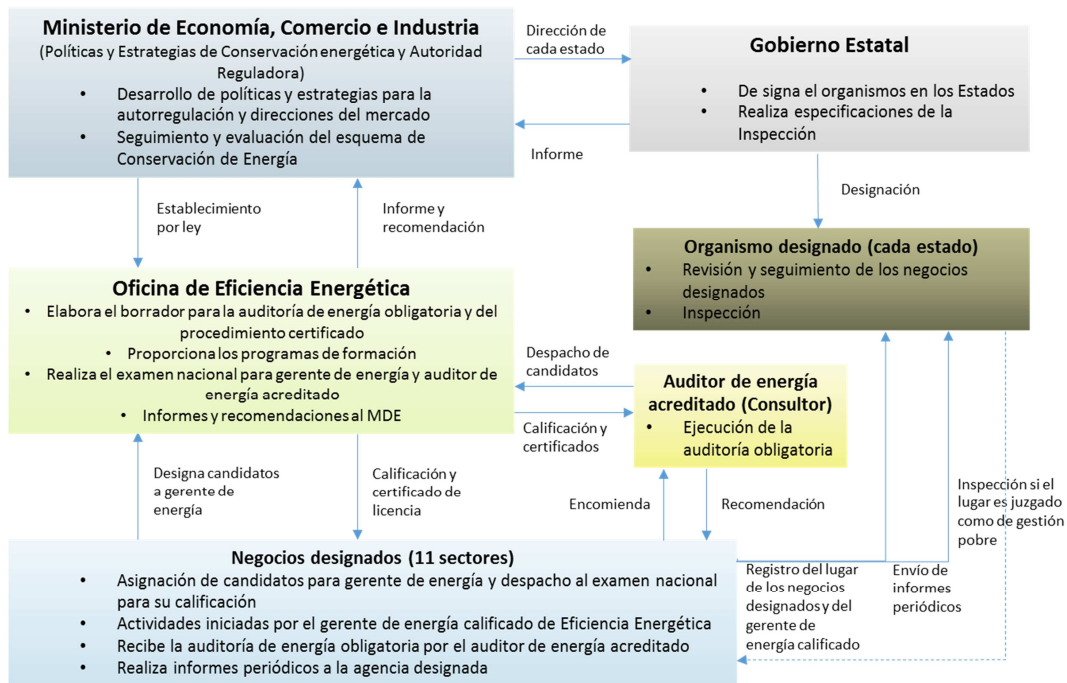 Ministerio de Economía, Comercio e Industria
(Políticas y Estrategias de Conservación energética y Autoridad
Reguladora)
• Desarrollo de políticas y estrategias para la
autorregulación y direcciones del mercado
• Seguimiento y evaluación del esquema de
Conservación de Energía
Dirección de
cada estado
Informe
Gobierno Estatal
• De signa el organismos en los Estados
• Realiza especificaciones de la
Inspección
Establecimiento
por ley
Informe y
recomendación
Designación
Organismo designado (cada estado)
• Revisión y seguimiento de los negocios
designados
• Inspección
Oficina de Eficiencia Energética
• Elabora el borrador para la auditoría de energía obligatoria y del
procedimiento certificado
• Proporciona los programas de formación
• Realiza el examen nacional para gerente de energía y auditor de
energía acreditado
• Informes y recomendaciones al MDE
Despacho de
candidatos
Calificación y
certificados
Auditor de energía
acreditado (Consultor)
• Ejecución de la
auditoría obligatoria
Designa candidatos
a gerente de
energía
Calificación y
certificado de
licencia
Encomienda
Recomendación
Inspección si el
lugar es juzgado
como de gestión
pobre
Negocios designados (11 sectores)
• Asignación de candidatos para gerente de energía y despacho al examen nacional
para su calificación
• Actividades iniciadas por el gerente de energía calificado de Eficiencia Energética
• Recibe la auditoría de energía obligatoria por el auditor de energía acreditado
• Realiza informes periódicos a la agencia designada
Registro del lugar
de los negocios
designados y del
gerente de
energía calificado
Envío de
informes
periódicos